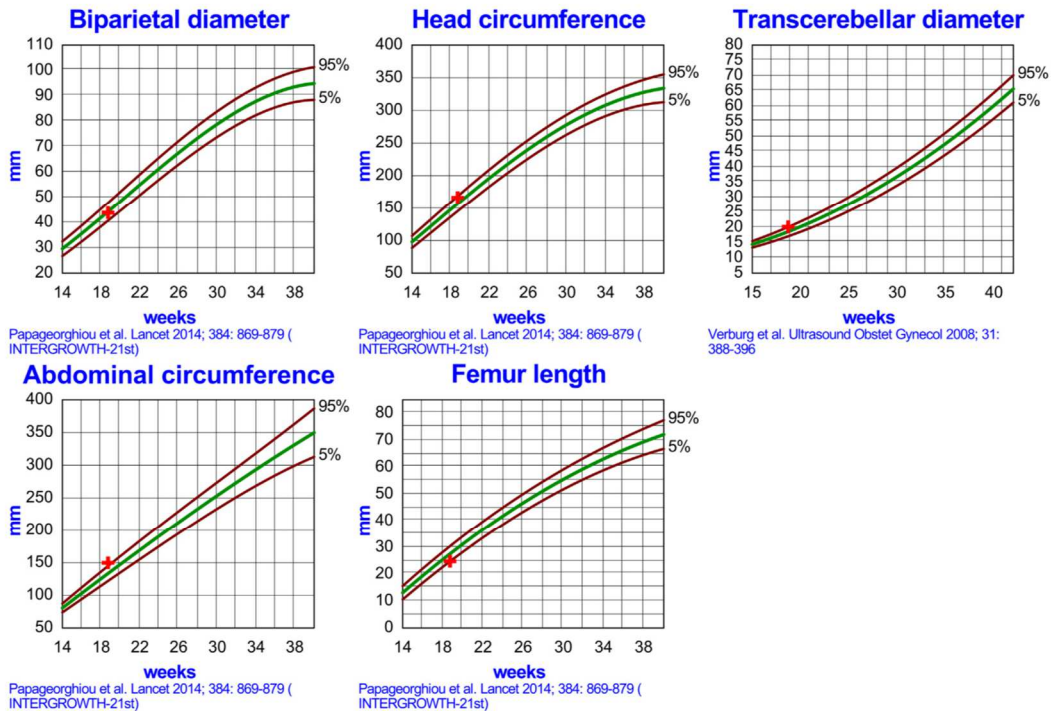 Biparietal diameter
110
100
90
80
70
60
50
40
30
20
mm
95%
5%
14 18 22 26 30 34 38
weeks
Papageorghiou et al. Lancet 2014; 384: 869-879 (
INTERGROWTH-21st)
Head circumference
400
350
300
250
200
150
100
50
mm
95%
5%
14 18 22 26 30 34 38
weeks
Papageorghiou et al. Lancet 2014; 384: 869-879 (
INTERGROWTH-21st)
Transcerebellar diameter
80
75
70
65
60
55
50
45
40
35
30
25
20
15
10
5
mm
95%
5%
15 20 25 30 35 40
weeks
Verburg et al. Ultrasound Obstet Gynecol 2008; 31:
388-396
Abdominal circumference
400
350
300
250
200
150
100
50
mm
95%
5%
14 18 22 26 30 34 38
weeks
Papageorghiou et al. Lancet 2014; 384: 869-879 (
INTERGROWTH-21st)
Femur length
80
70
60
50
40
30
20
10
0
mm
95%
5%
14 18 22 26 30 34 38
weeks
Papageorghiou et al. Lancet 2014; 384: 869-879 (
INTERGROWTH-21st)